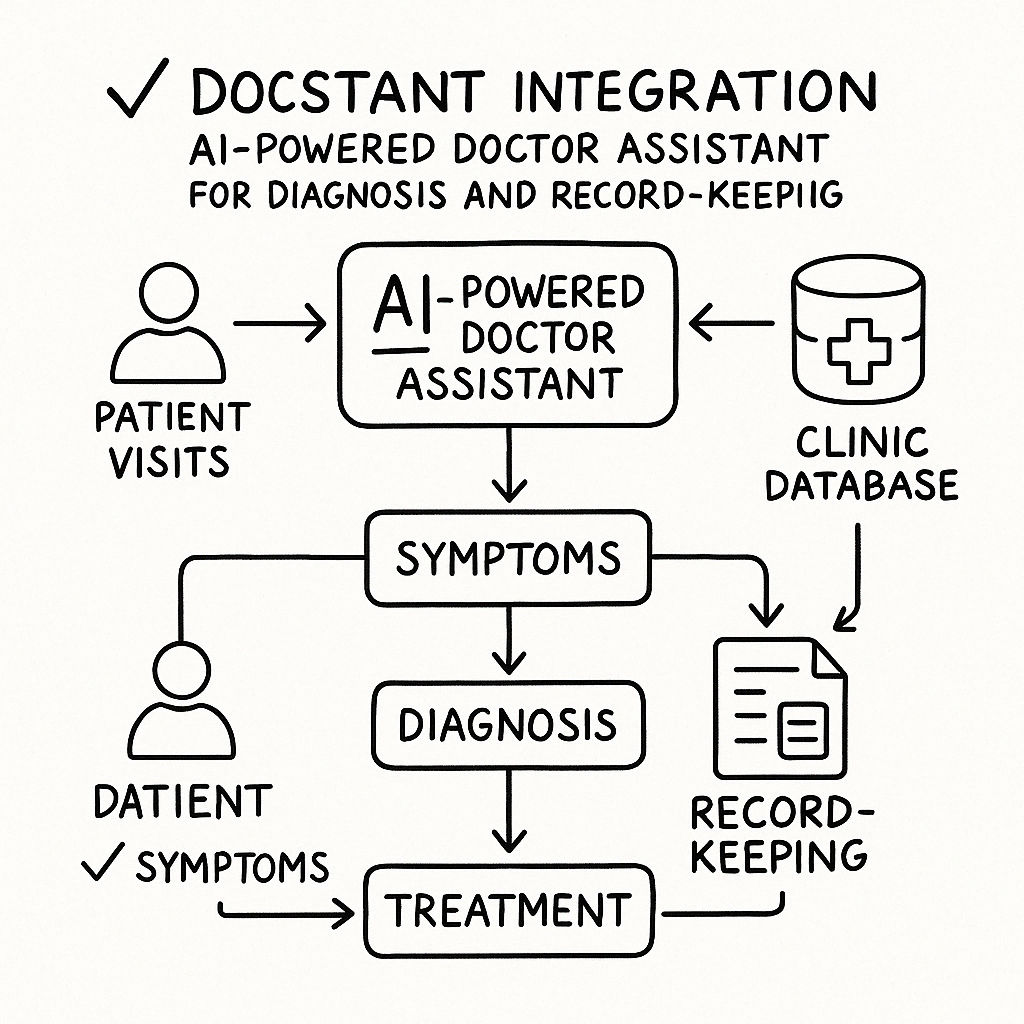 ✓ DOCSTANT INTEGRATION
AI-POWERED DOCTOR ASSISTANT
FOR DIAGNOSIS AND RECORD-KEEPIIG
AI-POWERED
DOCTOR
ASSISTANT
PATIENT
VISITS
CLINIC
DATABASE
SYMPTOMS
DIAGNOSIS
DATIENT
✓ SYMPTOMS
RECORD-
KEEPING
TREATMENT